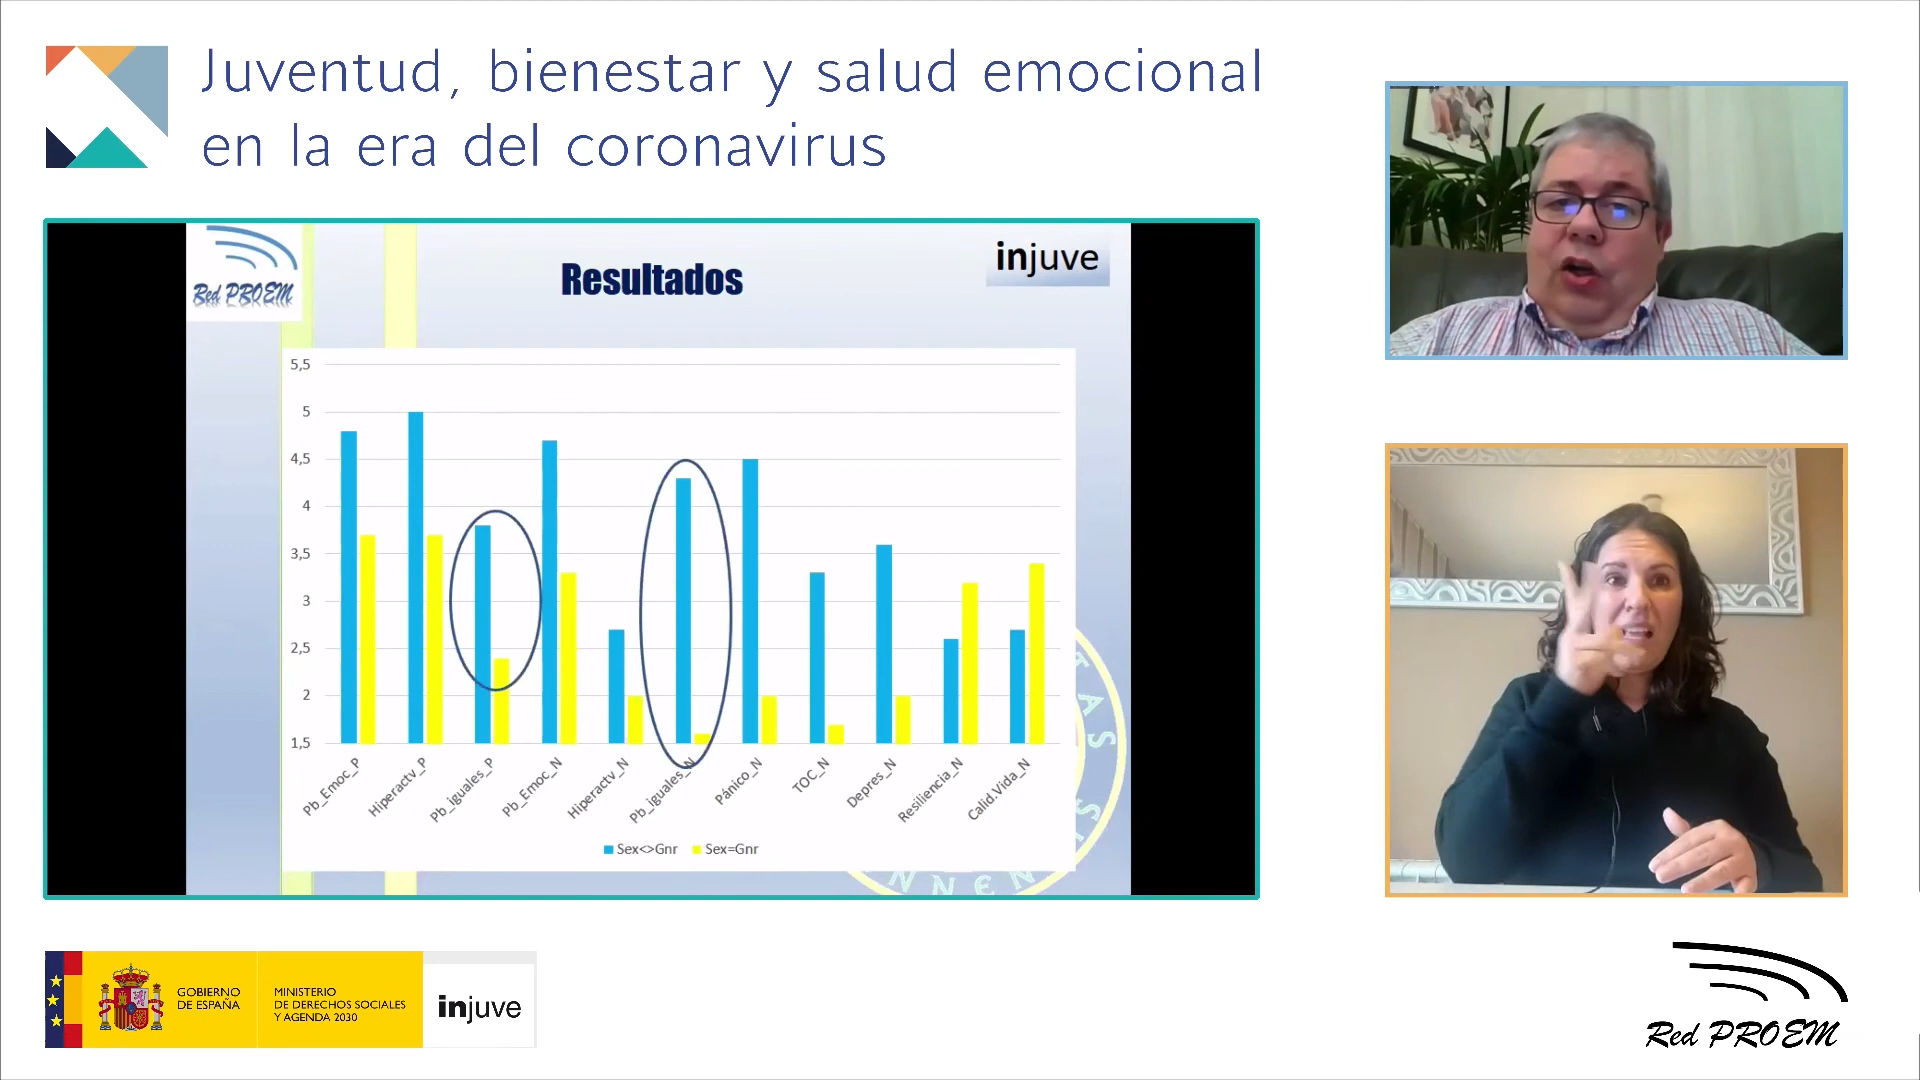 Juventud, bienestar y salud emocional
en la era del coronavirus
Red PROEM
Resultados
injuve
5,5
5
4,5
4
3,5
3
2,5
2
1,5
Pb_Emoc_P
Hiperactv_P
Pb_iguales_P
Pb_Emoc_N
Hiperactv_N
Pb_iguales_N
Pánico_N
TOC_N
Depres_N
Resiliencia_N
Calid.Vida_N
Sex<>Gnr
Sex=Gnr
GOBIERNO
DE ESPAÑA
MINISTERIO
DE DERECHOS SOCIALES
Y AGENDA 2030
injuve
Red PROEM